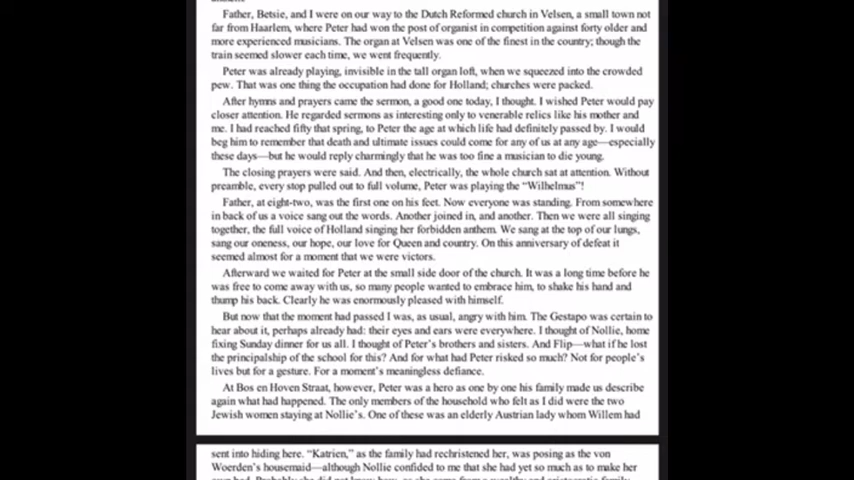 Father, Betsie, and I were on our way to the Dutch Reformed church in Velsen, a small town not
far from Haarlem, where Peter had won the post of organist in competition against forty older and
more experienced musicians. The organ at Velsen was one of the finest in the country; though the
train seemed slower each time, we went frequently.
Peter was already playing, invisible in the tall organ loft, when we squeezed into the crowded
pew. That was one thing the occupation had done for Holland; churches were packed.
After hymns and prayers came the sermon, a good one today, I thought. I wished Peter would pay
closer attention. He regarded sermons as interesting only to venerable relics like his mother and
me. I had reached fifty that spring, to Peter the age at which life had definitely passed by. I would
beg him to remember that death and ultimate issues could come for any of us at any age—especially
these days—but he would reply charmingly that he was too fine a musician to die young.
The closing prayers were said. And then, electrically, the whole church sat at attention. Without
preamble, every stop pulled out to full volume, Peter was playing the “Wilhelmus”!
Father, at eight-two, was the first one on his feet. Now everyone was standing. From somewhere
in back of us a voice sang out the words. Another joined in, and another. Then we were all singing
together, the full voice of Holland singing her forbidden anthem. We sang at the top of our lungs,
sang our oneness, our hope, our love for Queen and country. On this anniversary of defeat it
seemed almost for a moment that we were victors.
Afterward we waited for Peter at the small side door of the church. It was a long time before he
was free to come away with us, so many people wanted to embrace him, to shake his hand and
thump his back. Clearly he was enormously pleased with himself.
But now that the moment had passed I was, as usual, angry with him. The Gestapo was certain to
hear about it, perhaps already had: their eyes and ears were everywhere. I thought of Nollie, home
fixing Sunday dinner for us all. I thought of Peter’s brothers and sisters. And Flip—what if he lost
the principalship of the school for this? And for what had Peter risked so much? Not for people’s
lives but for a gesture. For a moment’s meaningless defiance.
At Bos en Hoven Straat, however, Peter was a hero as one by one his family made us describe
again what had happened. The only members of the household who felt as I did were the two
Jewish women staying at Nollie’s. One of these was an elderly Austrian lady whom Willem had
sent into hiding here. “Katrien,” as the family had rechristened her, was posing as the von
Woerden’s housemaid—although Nollie confided to me that she had yet so much as to make her